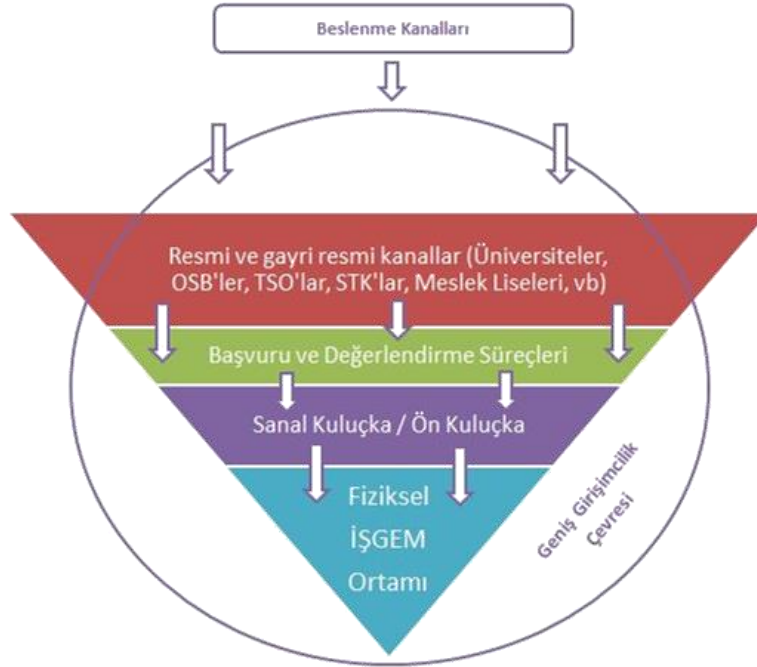 Beslenme Kanalları
Resmi ve gayri resmi kanallar (Üniversiteler,
OSB'ler, TSO'lar, STK'lar, Meslek Liseleri, vb)
Başvuru ve Değerlendirme Süreçleri
Sanal Kuluçka / Ön Kuluçka
Fiziksel
İŞGEM
Ortamı
Geniş Girişimcilik
Çevresi